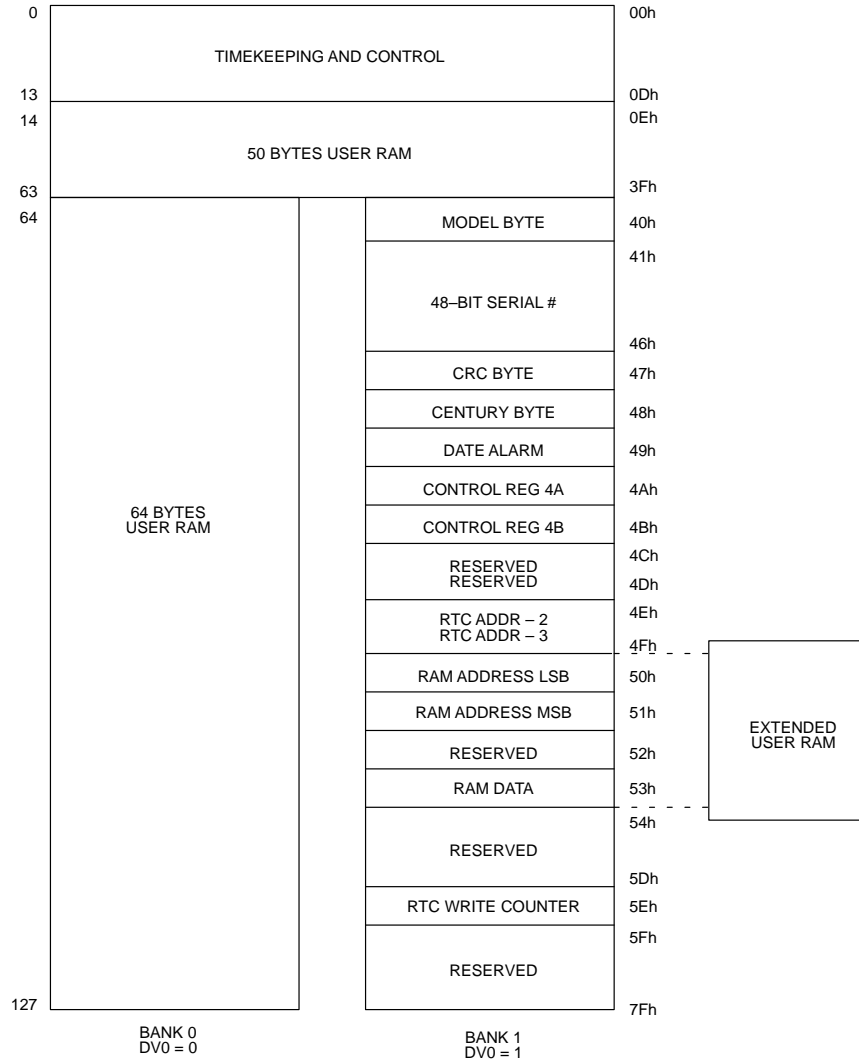 0 00h
TIMEKEEPING AND CONTROL
13 0Dh
14 0Eh
50 BYTES USER RAM
63 3Fh
64 MODEL BYTE 40h
41h
48–BIT SERIAL #
46h
CRC BYTE 47h
CENTURY BYTE 48h
DATE ALARM 49h
CONTROL REG 4A 4Ah
64 BYTES
USER RAM
CONTROL REG 4B 4Bh
RESERVED 4Ch
RESERVED 4Dh
RTC ADDR – 2 4Eh
RTC ADDR – 3 4Fh
RAM ADDRESS LSB 50h
RAM ADDRESS MSB 51h
EXTENDED
USER RAM
RESERVED 52h
RAM DATA 53h
54h
RESERVED
5Dh
RTC WRITE COUNTER 5Eh
5Fh
RESERVED
127 7Fh
BANK 0
DV0 = 0
BANK 1
DV0 = 1